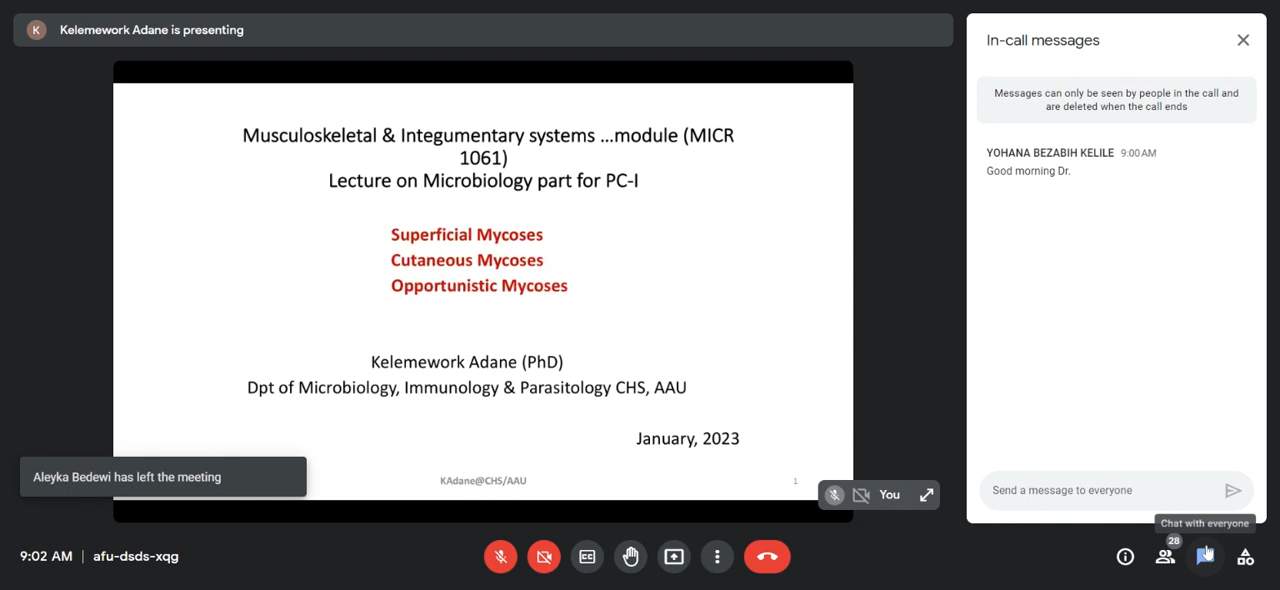 K
Kelemework Adane is presenting
Musculoskeletal & Integumentary systems ...module (MICR
1061)
Lecture on Microbiology part for PC-I
Superficial Mycoses
Cutaneous Mycoses
Opportunistic Mycoses
Kelemework Adane (PhD)
Dpt of Microbiology, Immunology & Parasitology CHS, AAU
January, 2023
KAdane@CHS/AAU
1
Aleyka Bedewi has left the meeting
You
In-call messages
Messages can only be seen by people in the call and
are deleted when the call ends
YOHANA BEZABIH KELILE 9:00 AM
Good morning Dr.
Send a message to everyone
Chat with everyone
28
9:02 AM | afu-dsds-xqg
CC